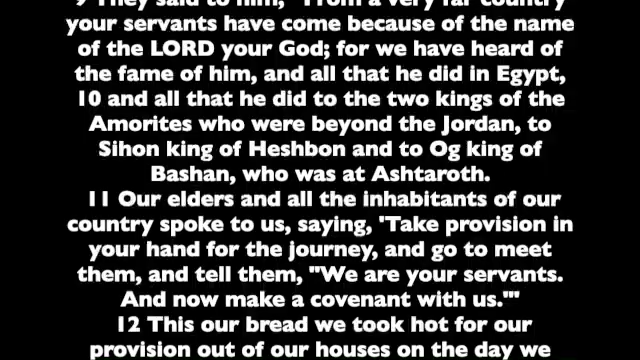 9 They said to him, "From a very far country
your servants have come because of the name
of the LORD your God; for we have heard of
the fame of him, and all that he did in Egypt,
10 and all that he did to the two kings of the
Amorites who were beyond the Jordan, to
Sihon king of Heshbon and to Og king of
Bashan, who was at Ashtaroth.
11 Our elders and all the inhabitants of our
country spoke to us, saying, 'Take provision in
your hand for the journey, and go to meet
them, and tell them, "We are your servants.
And now make a covenant with us."'
12 This our bread we took hot for our
provision out of our houses on the day we